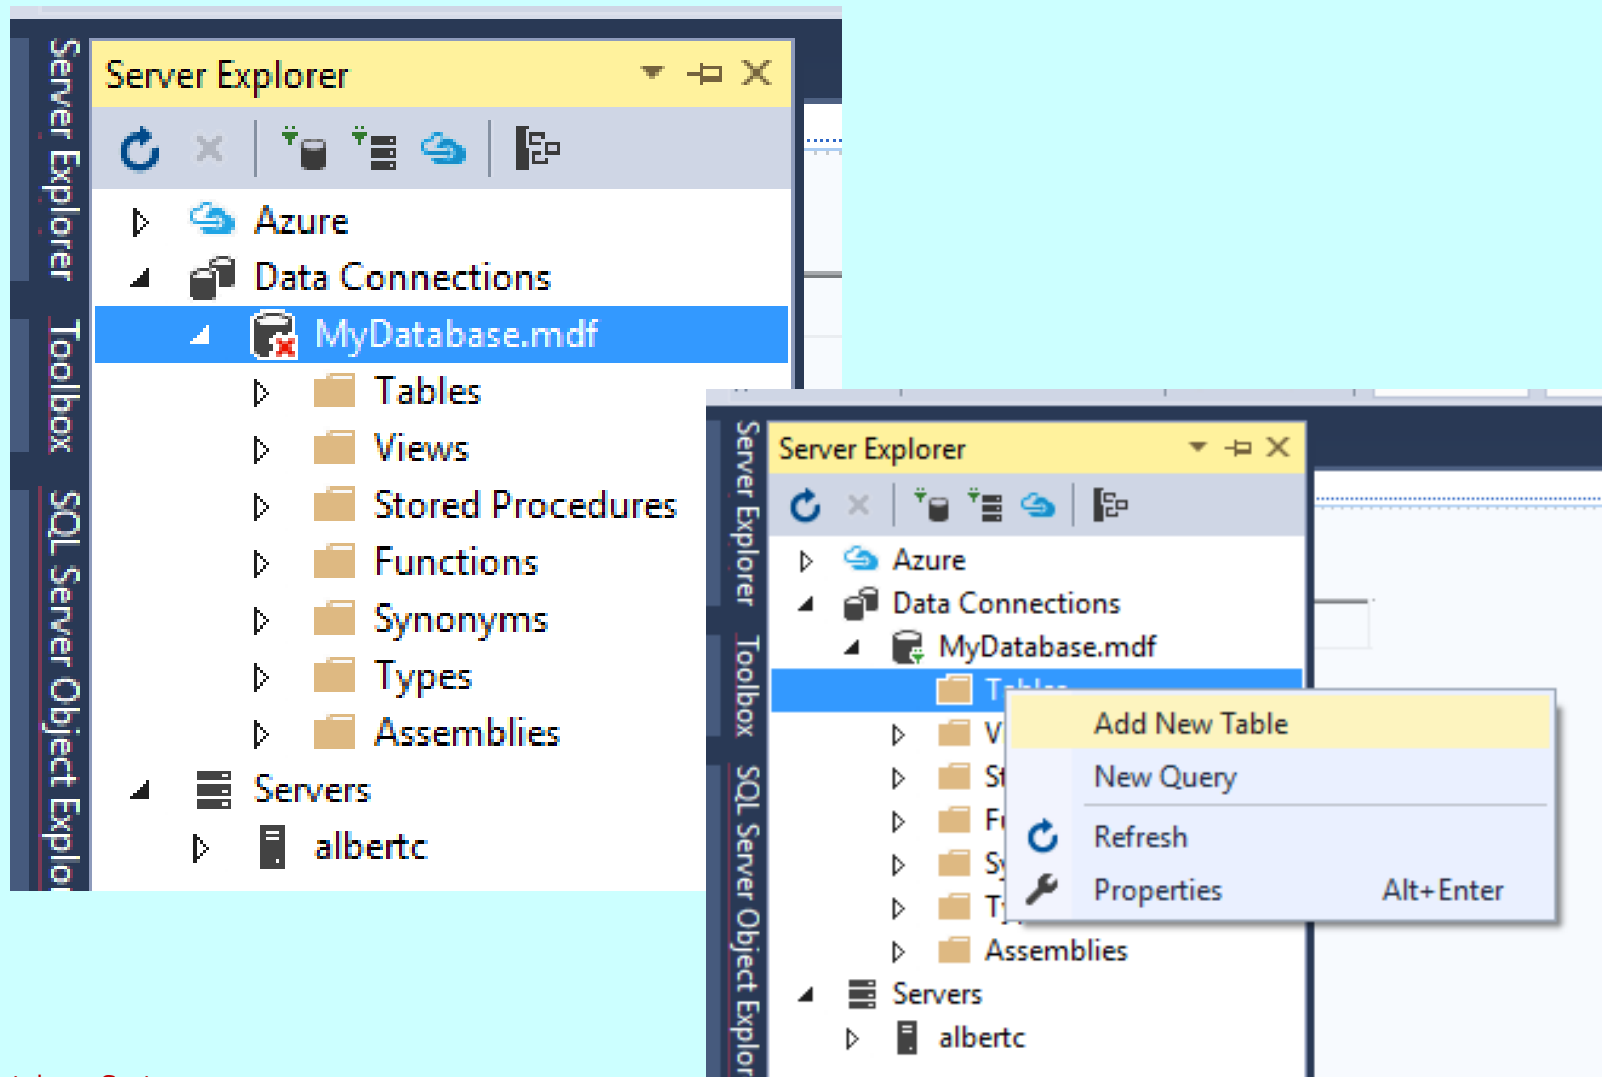 Server Explorer
Azure
Data Connections
MyDatabase.mdf
Tables
Views
Stored Procedures
Functions
Synonyms
Types
Assemblies
Servers
albertc
Server Explorer
Toolbox
SQL Server Object Explor
Server Explorer
Azure
Data Connections
MyDatabase.mdf
Tables
Add New Table
New Query
Refresh
Properties Alt+Enter
Assemblies
Servers
albertc
Server Explorer
Toolbox
SQL Server Object Explor